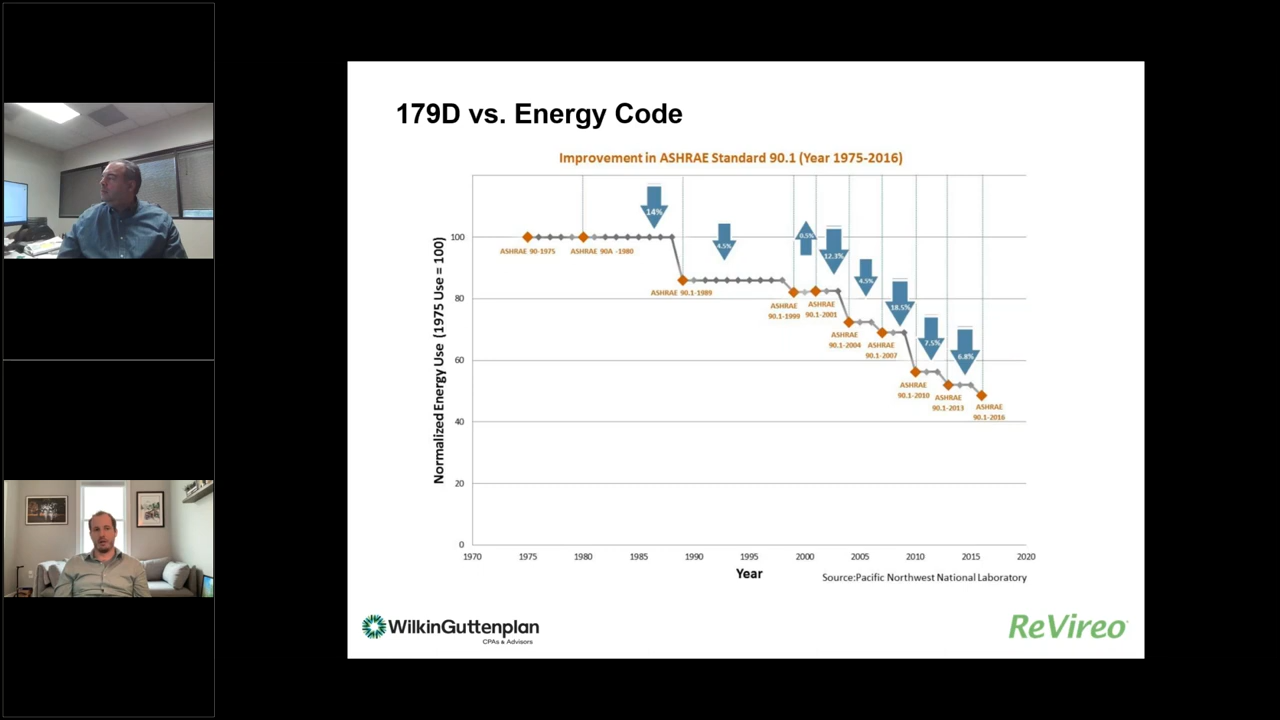 179D vs. Energy Code
Improvement in ASHRAE Standard 90.1 (Year 1975-2016)
Normalized Energy Use (1975 Use = 100)
100
80
60
40
20
0
14%
4.5%
0.5%
12.3%
4.5%
18.5%
7.5%
6.8%
ASHRAE 90-1975
ASHRAE 90A -1980
ASHRAE 90.1-1989
ASHRAE
90.1-1999
ASHRAE
90.1-2001
ASHRAE
90.1-2004
ASHRAE
90.1-2007
ASHRAE
90.1-2010
ASHRAE
90.1-2013
ASHRAE
90.1-2016
1970 1975 1980 1985 1990 1995 2000 2005 2010 2015 2020
Year
Source:Pacific Northwest National Laboratory
WilkinGuttenplan
CPAs & Advisors
ReVireo